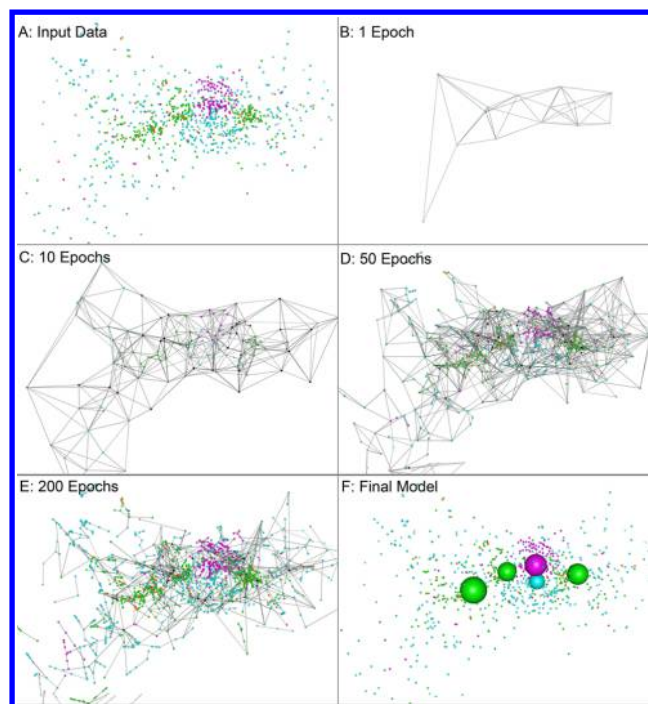 A: Input Data
B: 1 Epoch
C: 10 Epochs
D: 50 Epochs
E: 200 Epochs
F: Final Model